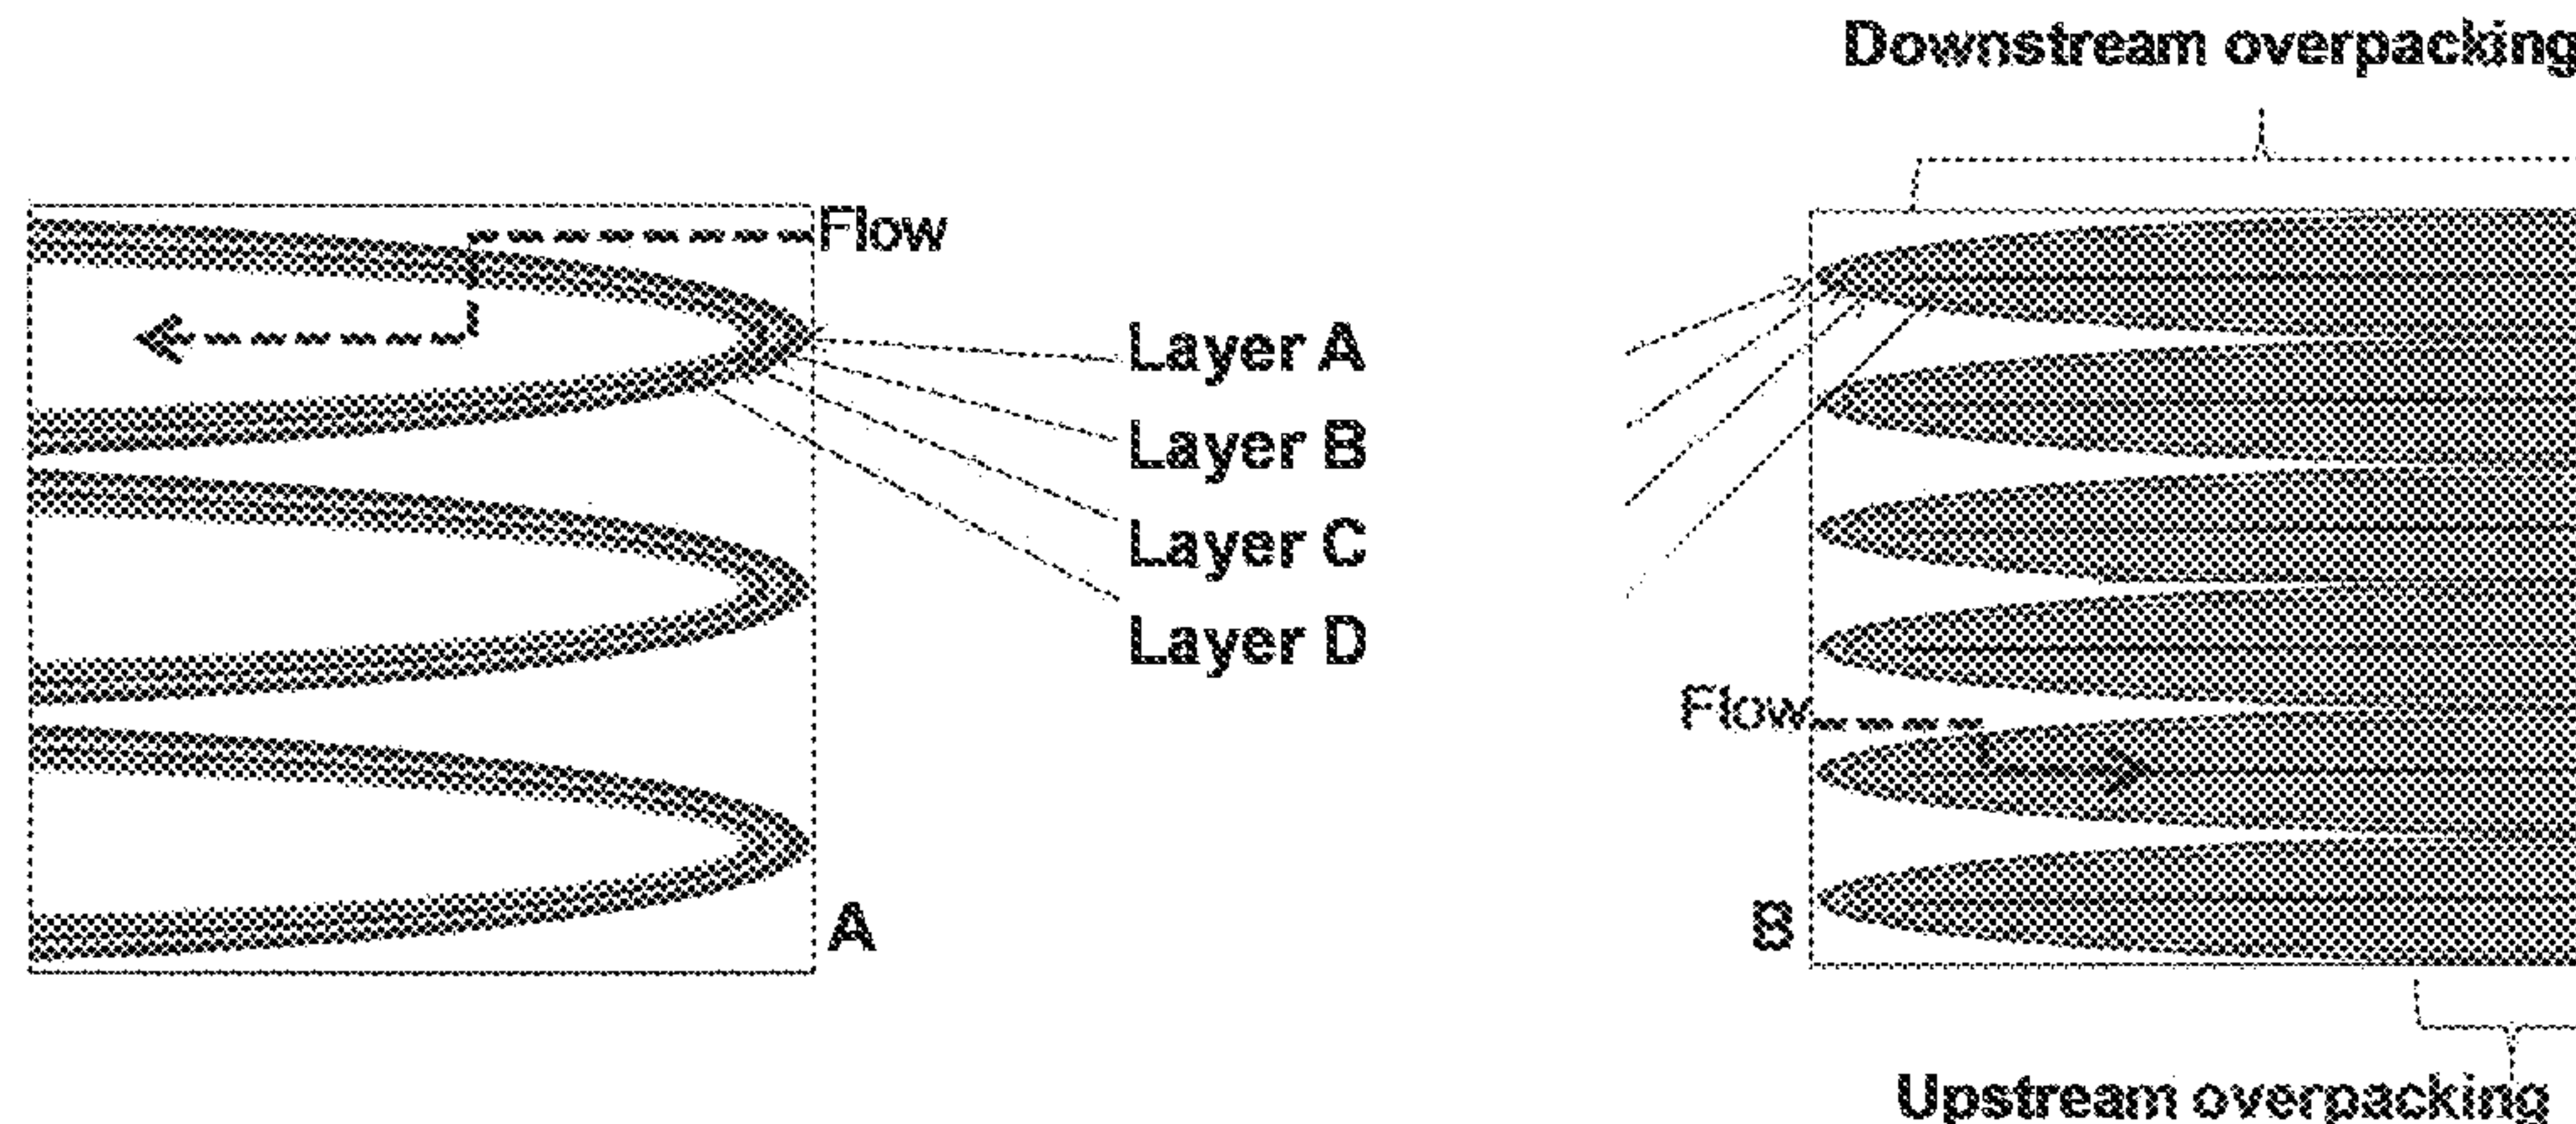 Downstream overpacking
Flow
Layer A
Layer B
Layer C
Layer D
Flow
A
B
Upstream overpacking